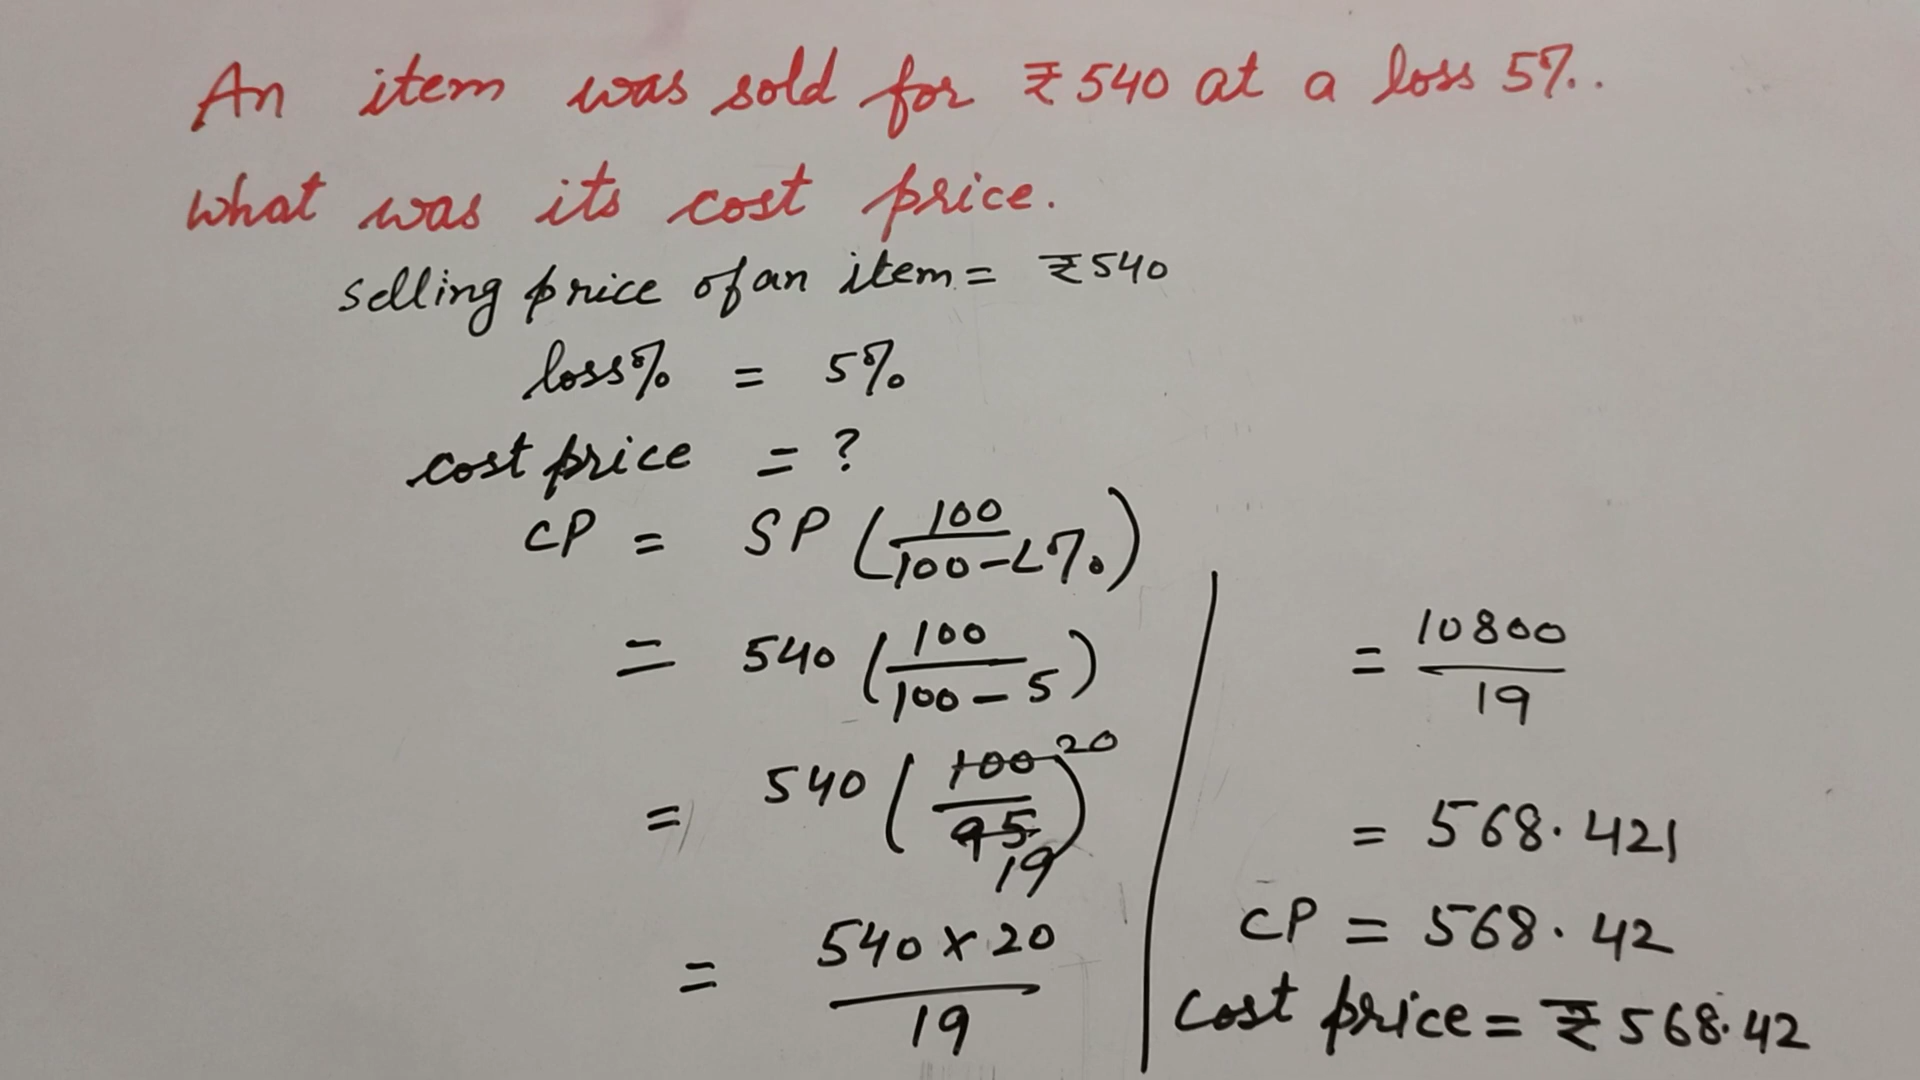 An item was sold for ₹540 at a loss 5%.
what was its cost price.
selling price of an item = ₹540
loss% = 5%
cost price = ?
CP = SP (100/100-L%)
= 540 (100/100-5)
= 540 (100/95) 20
19
= 540 x 20/19
= 10800/19
= 568.421
CP = 568.42
cost price = ₹568.42